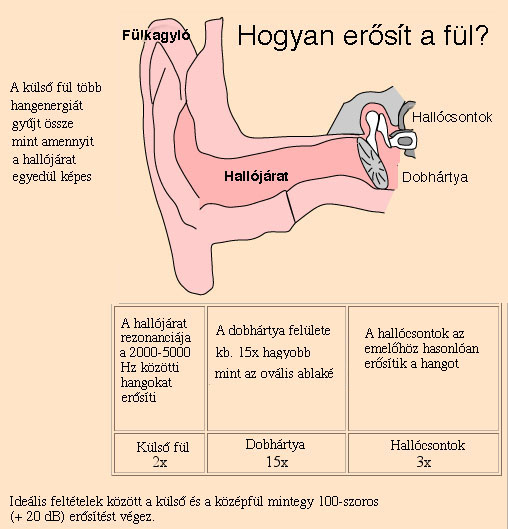 Hogyan erősít a fül?
Fülkagyló
A külső fül több
hangenergiát
gyűjt össze
mint amennyit
a hallójárat
egyedül képes
Hallócsontok
Hallójárat
Dobhártya
A hallójárat
rezonanciája
a 2000-5000
Hz közötti
hangokat
erősíti
A dobhártya felülete
kb. 15x hagyobb
mint az ovális ablaké
A hallócsontok az
emelőhöz hasonlóan
erősítik a hangot
Külső fül
2x
Dobhártya
15x
Hallócsontok
3x
Ideális feltételek között a külső és a középfül mintegy 100-szoros
(+ 20 dB) erősítést végez.